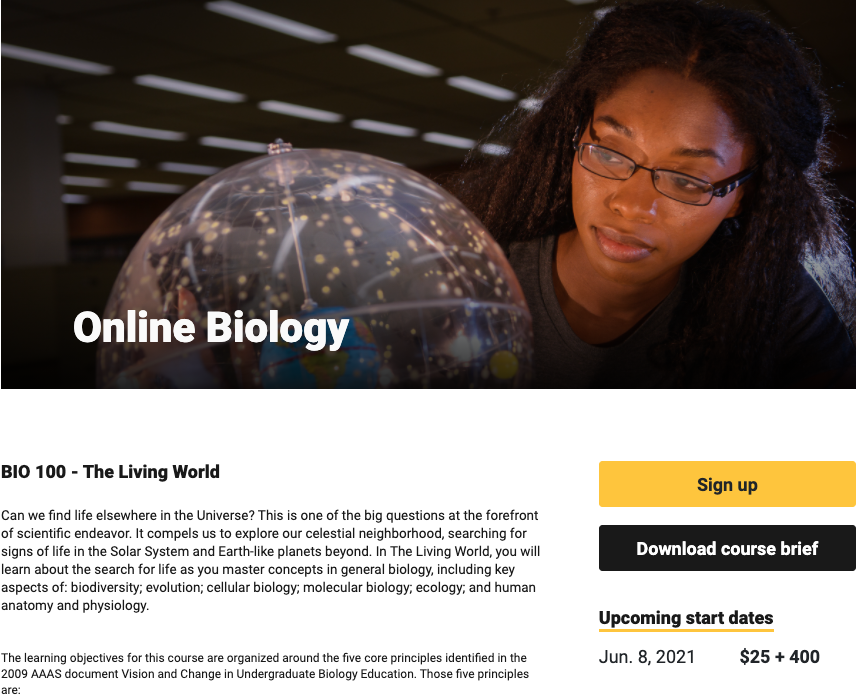 Online Biology
BIO 100 - The Living World
Can we find life elsewhere in the Universe? This is one of the big questions at the forefront
of scientific endeavor. It compels us to explore our celestial neighborhood, searching for
signs of life in the Solar System and Earth-like planets beyond. In The Living World, you will
learn about the search for life as you master concepts in general biology, including key
aspects of: biodiversity; evolution; cellular biology; molecular biology; ecology; and human
anatomy and physiology.
The learning objectives for this course are organized around the five core principles identified in the
2009 AAAS document Vision and Change in Undergraduate Biology Education. Those five principles
are:
Sign up
Download course brief
Upcoming start dates
Jun. 8, 2021 $25 + 400